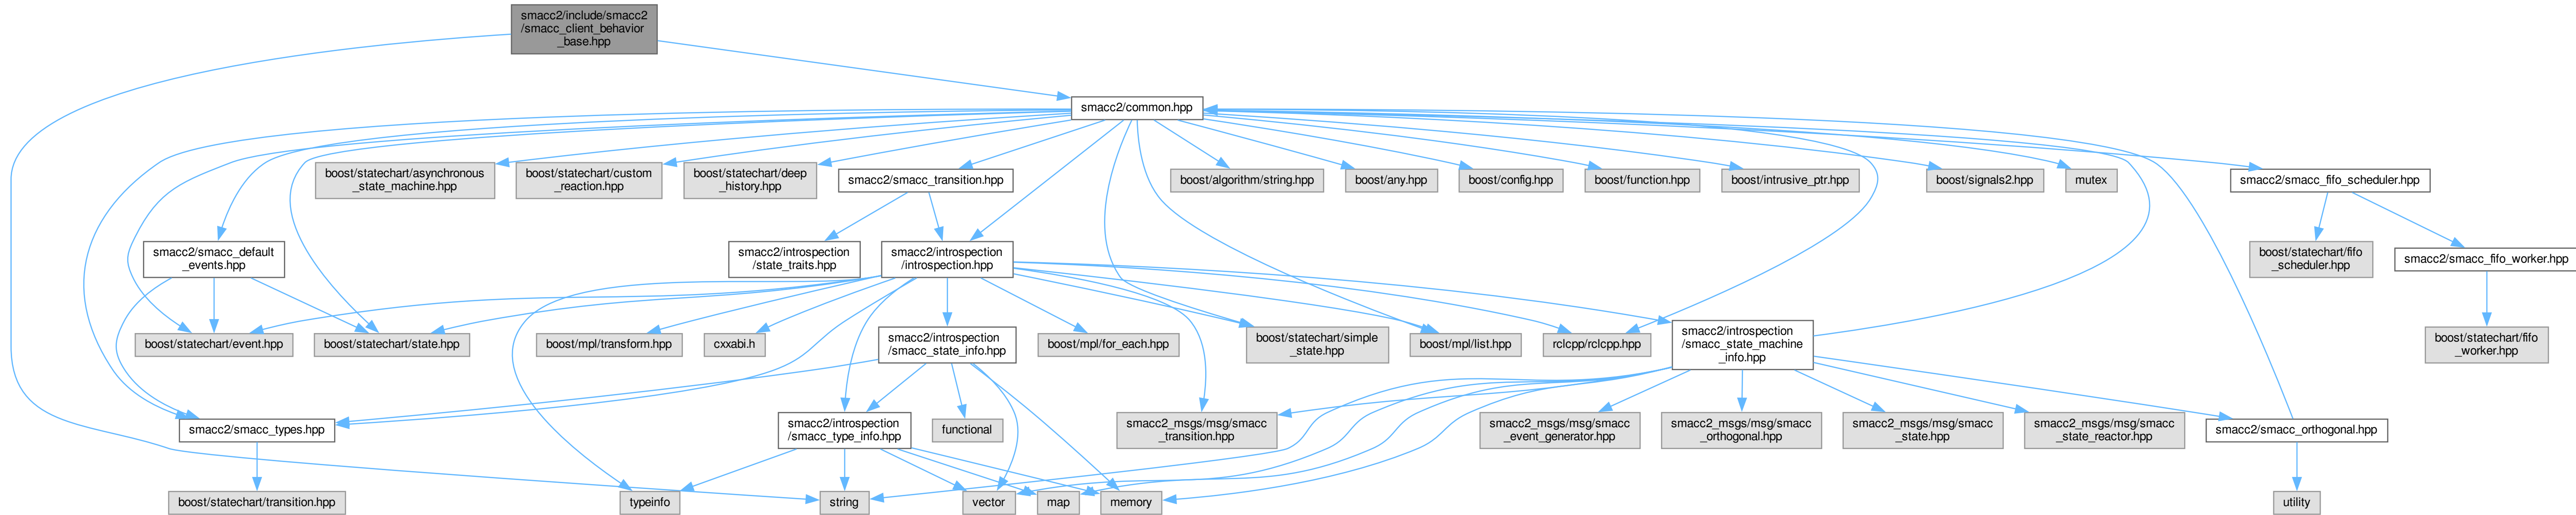 smacc2/include/smacc2
/smacc_client_behavior
_base.hpp
smacc2/common.hpp
boost/statechart/asynchronous
_state_machine.hpp
boost/statechart/custom
_reaction.hpp
boost/statechart/deep
_history.hpp
smacc2/smacc_transition.hpp
boost/algorithm/string.hpp
boost/any.hpp
boost/config.hpp
boost/function.hpp
boost/intrusive_ptr.hpp
boost/signals2.hpp
mutex
smacc2/smacc_fifo_scheduler.hpp
smacc2/smacc_default
_events.hpp
smacc2/introspection
/state_traits.hpp
smacc2/introspection
/introspection.hpp
boost/statechart/fifo
_scheduler.hpp
smacc2/smacc_fifo_worker.hpp
boost/statechart/event.hpp
boost/statechart/state.hpp
boost/mpl/transform.hpp
cxxabi.h
smacc2/introspection
/smacc_state_info.hpp
boost/mpl/for_each.hpp
boost/statechart/simple
_state.hpp
boost/mpl/list.hpp
rclcpp/rclcpp.hpp
smacc2/introspection
/smacc_state_machine
_info.hpp
boost/statechart/fifo
_worker.hpp
smacc2/smacc_types.hpp
smacc2/introspection
/smacc_type_info.hpp
functional
smacc2_msgs/msg/smacc
_transition.hpp
smacc2_msgs/msg/smacc
_event_generator.hpp
smacc2_msgs/msg/smacc
_orthogonal.hpp
smacc2_msgs/msg/smacc
_state.hpp
smacc2_msgs/msg/smacc
_state_reactor.hpp
smacc2/smacc_orthogonal.hpp
boost/statechart/transition.hpp
typeinfo
string
vector
map
memory
utility